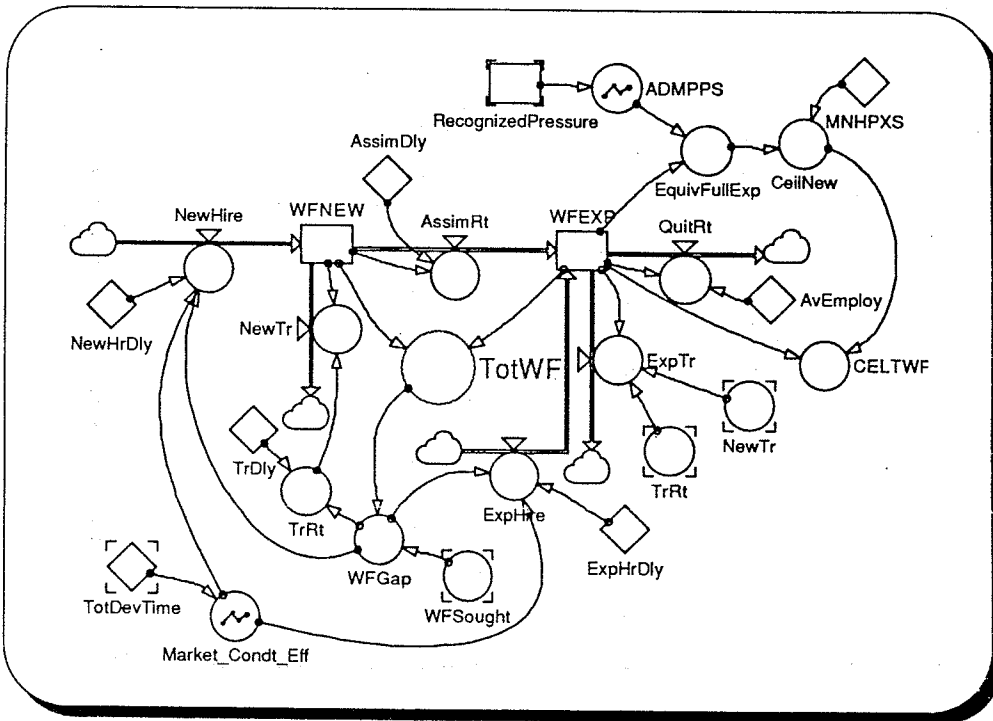 ADMPPS
RecognizedPressure
MNHPXS
AssimDly
EquivFullExp
CeilNew
NewHire
WFNEW
AssimRt
WFEXP
QuitRt
NewHrDly
NewTr
AvEmploy
TotWF
ExpTr
CELTWF
NewTr
TrDly
TrRt
TrRt
ExpHire
WFGap
ExpHrDly
TotDevTime
WFSought
Market_Condt_Eff